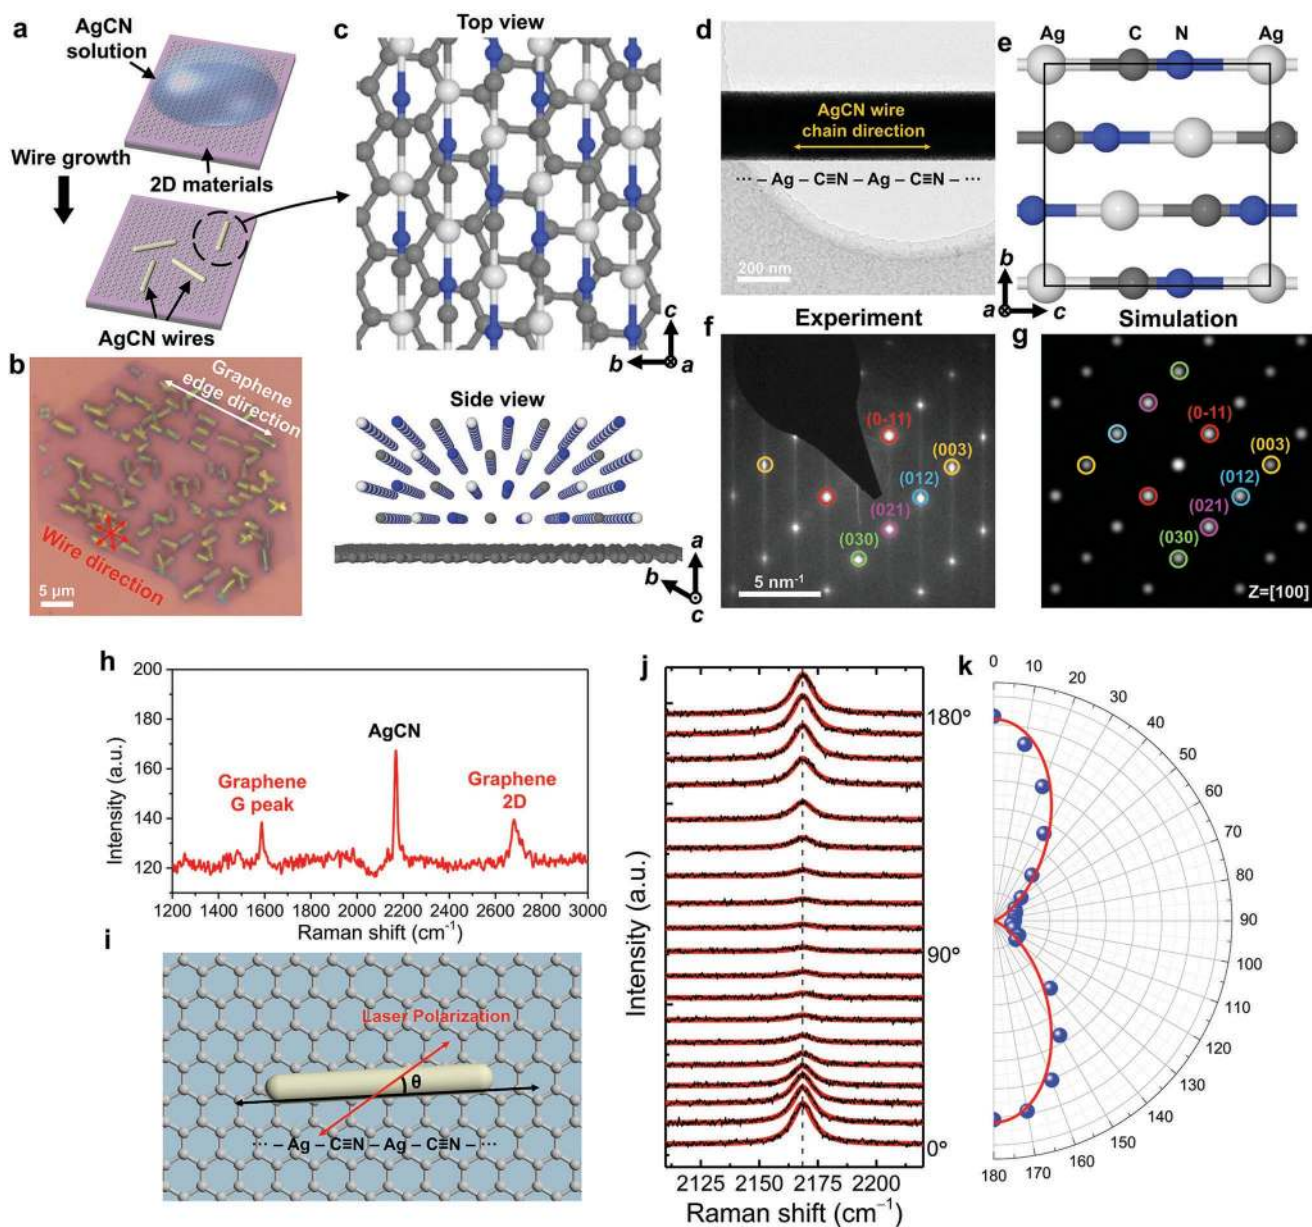 a
AgCN
solution
Wire growth
2D materials
AgCN wires
b
Graphene
edge direction
Wire direction
5 µm
c
Top view
c
b
a
Side view
a
b
c
d
AgCN wire
chain direction
··· – Ag – C≡N – Ag – C≡N – ···
200 nm
e
Ag
C
N
Ag
b
a
c
f
Experiment
(0-11)
(003)
(012)
(021)
(030)
5 nm⁻¹
Simulation
g
(0-11)
(003)
(012)
(021)
(030)
Z=[100]
h
200
180
160
140
120
Intensity (a.u.)
AgCN
Graphene
G peak
Graphene
2D
1200 1400 1600 1800 2000 2200 2400 2600 2800 3000
Raman shift (cm⁻¹)
i
Laser Polarization
θ
··· – Ag – C≡N – Ag – C≡N – ···
j
Intensity (a.u.)
180°
90°
0°
2125 2150 2175 2200
Raman shift (cm⁻¹)
k
0
10
20
30
40
50
60
70
80
90
100
110
120
130
140
150
160
170
180